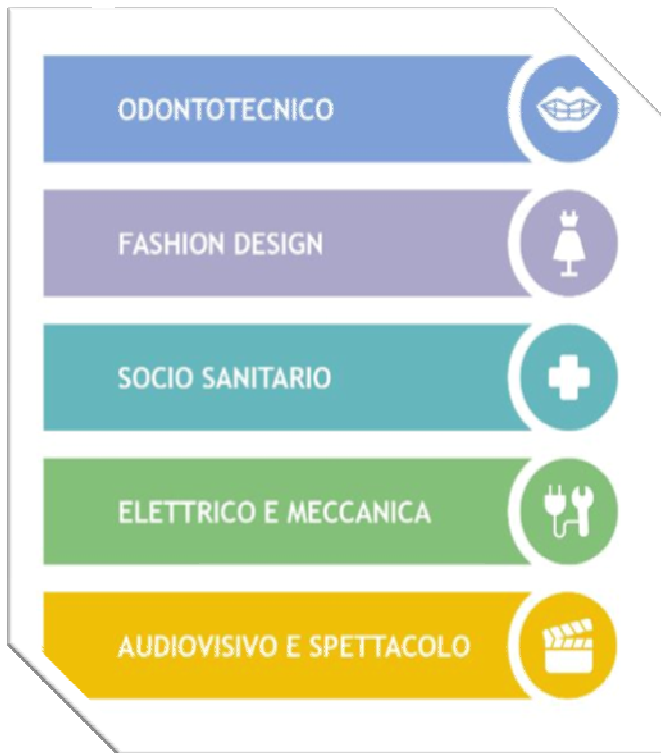 ODONTOTECNICO
FASHION DESIGN
SOCIO SANITARIO
ELETTRICO E MECCANICA
AUDIOVISIVO E SPETTACOLO